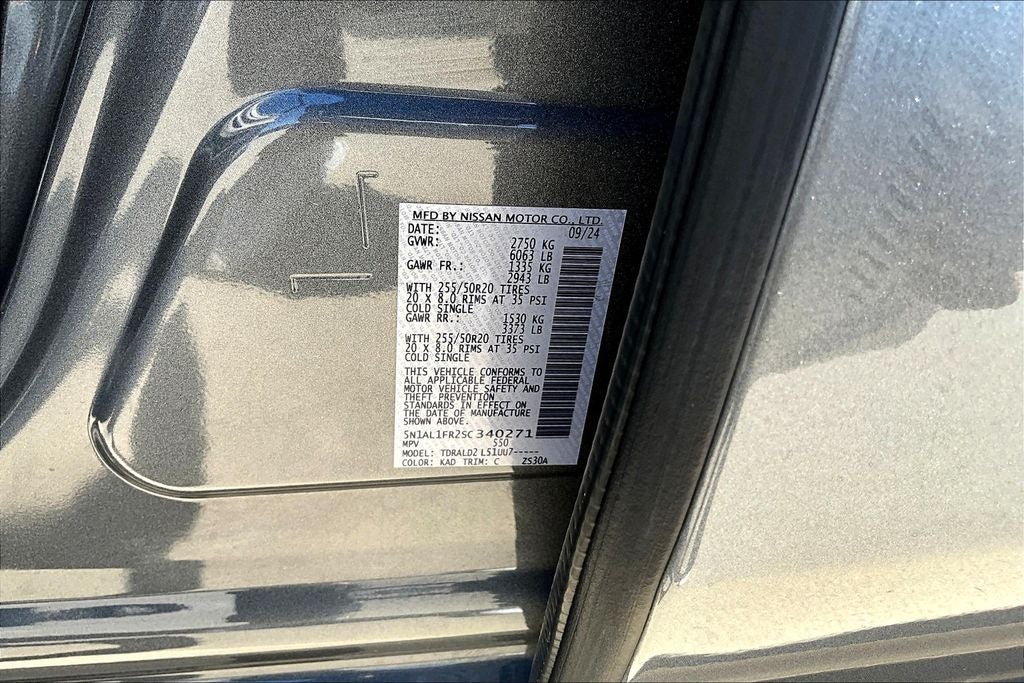 MFD BY NISSAN MOTOR CO., LTD.
DATE: 09/24
GVWR: 2750 KG
6063 LB
GAWR FR.: 1335 KG
2943 LB
WITH 255/50R20 TIRES
20 X 8.0 RIMS AT 35 PSI
COLD SINGLE
GAWR RR.: 1530 KG
3373 LB
WITH 255/50R20 TIRES
20 X 8.0 RIMS AT 35 PSI
COLD SINGLE
THIS VEHICLE CONFORMS TO
ALL APPLICABLE FEDERAL
MOTOR VEHICLE SAFETY AND
THEFT PREVENTION
STANDARDS IN EFFECT ON
THE DATE OF MANUFACTURE
SHOWN ABOVE.
5N1AL1FR2SC340271
MPV 550
MODEL: TDRALD2 L51UU7-----
COLOR: KAD TRIM: C ZS30A